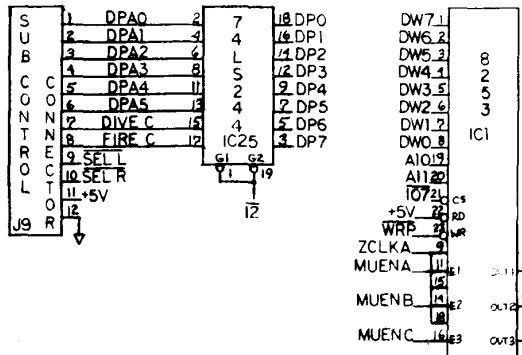 SUB CONTROL
CONNECTOR
J9
1 DPA0 2
2 DPA1 4
3 DPA2 6
4 DPA3 8
5 DPA4 11
6 DPA5 13
7 DIVE C 15
8 FIRE C 17
9 SEL L
10 SEL R
11 +5V
12
74LS244
IC25
18 DP0
16 DP1
14 DP2
12 DP3
9 DP4
7 DP5
5 DP6
3 DP7
G1 G2
1 19
I2
8253
IC1
DW7 1
DW6 2
DW5 3
DW4 4
DW3 5
DW2 6
DW1 7
DW0 8
A10 19
A11 20
IO7 21 CS
+5V 22 RD
WRP 23 WR
ZCLKA 9
MUENA 11 E1
15
MUENB 14 E2 OUT2
18
MUENC 16 E3 OUT3